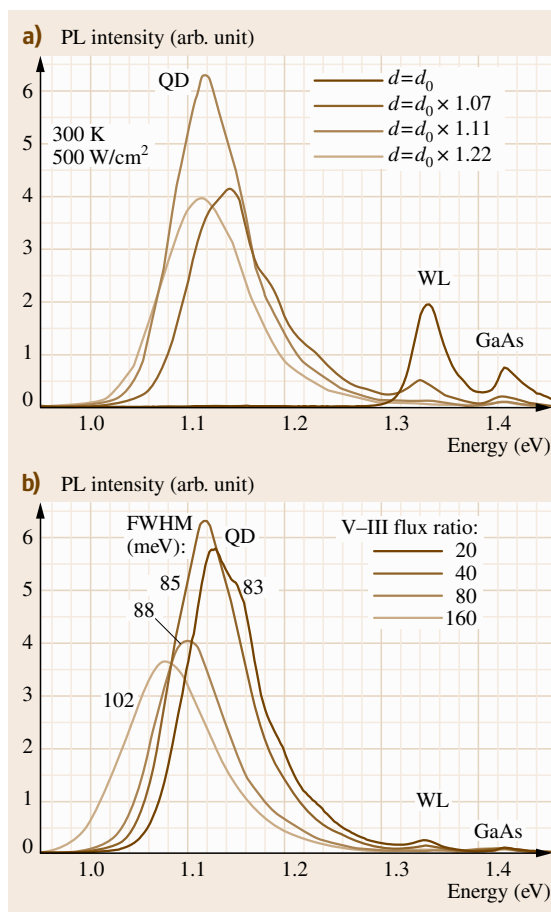 a) PL intensity (arb. unit)
QD
d = d₀
d = d₀ × 1.07
d = d₀ × 1.11
d = d₀ × 1.22
300 K
500 W/cm²
6
5
4
3
2
1
0
WL
GaAs
1.0 1.1 1.2 1.3 1.4
Energy (eV)
b) PL intensity (arb. unit)
FWHM
(meV):
QD
V–III flux ratio:
20
40
80
160
85
83
88
102
6
5
4
3
2
1
0
WL
GaAs
1.0 1.1 1.2 1.3 1.4
Energy (eV)